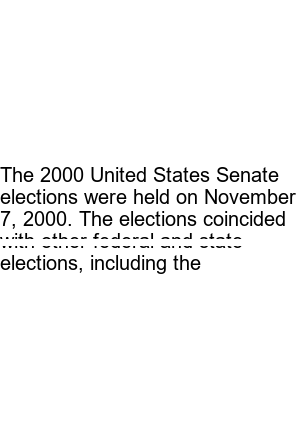 The 2000 United States Senate
elections were held on November
7, 2000. The elections coincided
with other federal and state
elections, including the